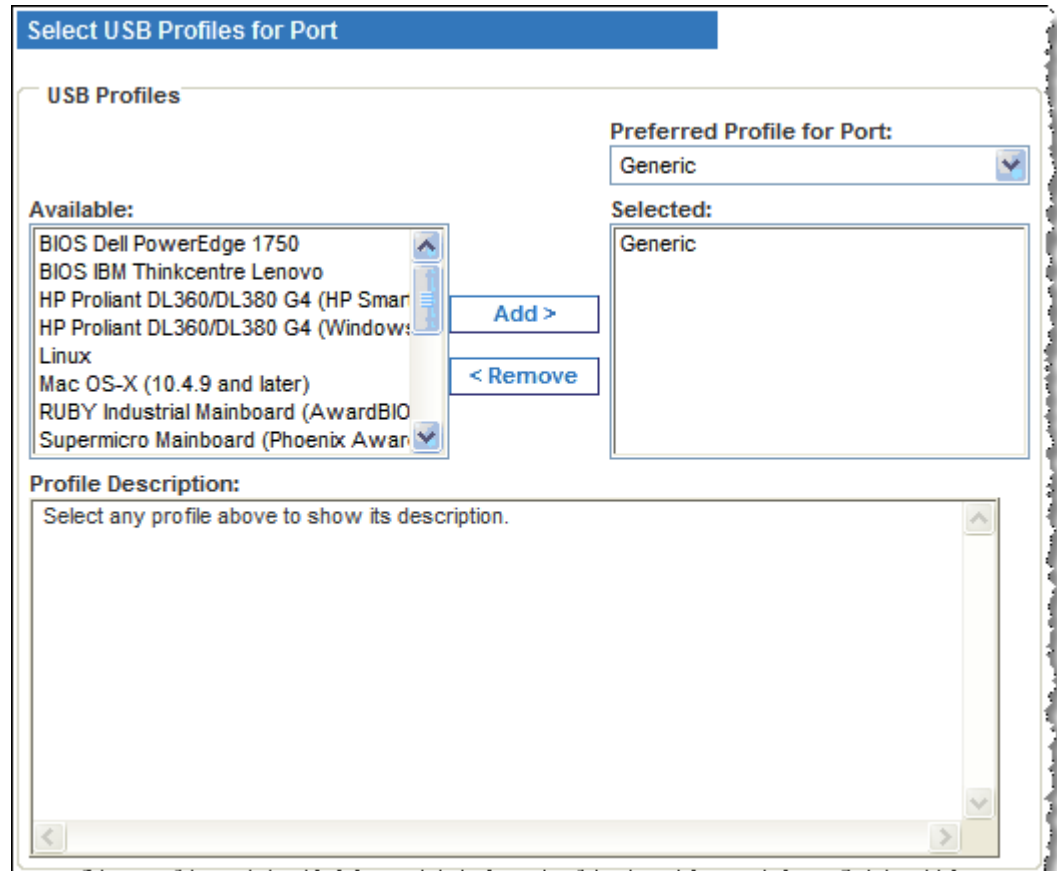 Select USB Profiles for Port
USB Profiles
Preferred Profile for Port:
Generic
Available:
Selected:
BIOS Dell PowerEdge 1750
BIOS IBM Thinkcentre Lenovo
HP Proliant DL360/DL380 G4 (HP Smart
HP Proliant DL360/DL380 G4 (Windows
Linux
Mac OS-X (10.4.9 and later)
RUBY Industrial Mainboard (AwardBIO
Supermicro Mainboard (Phoenix Award
Generic
Add >
< Remove
Profile Description:
Select any profile above to show its description.